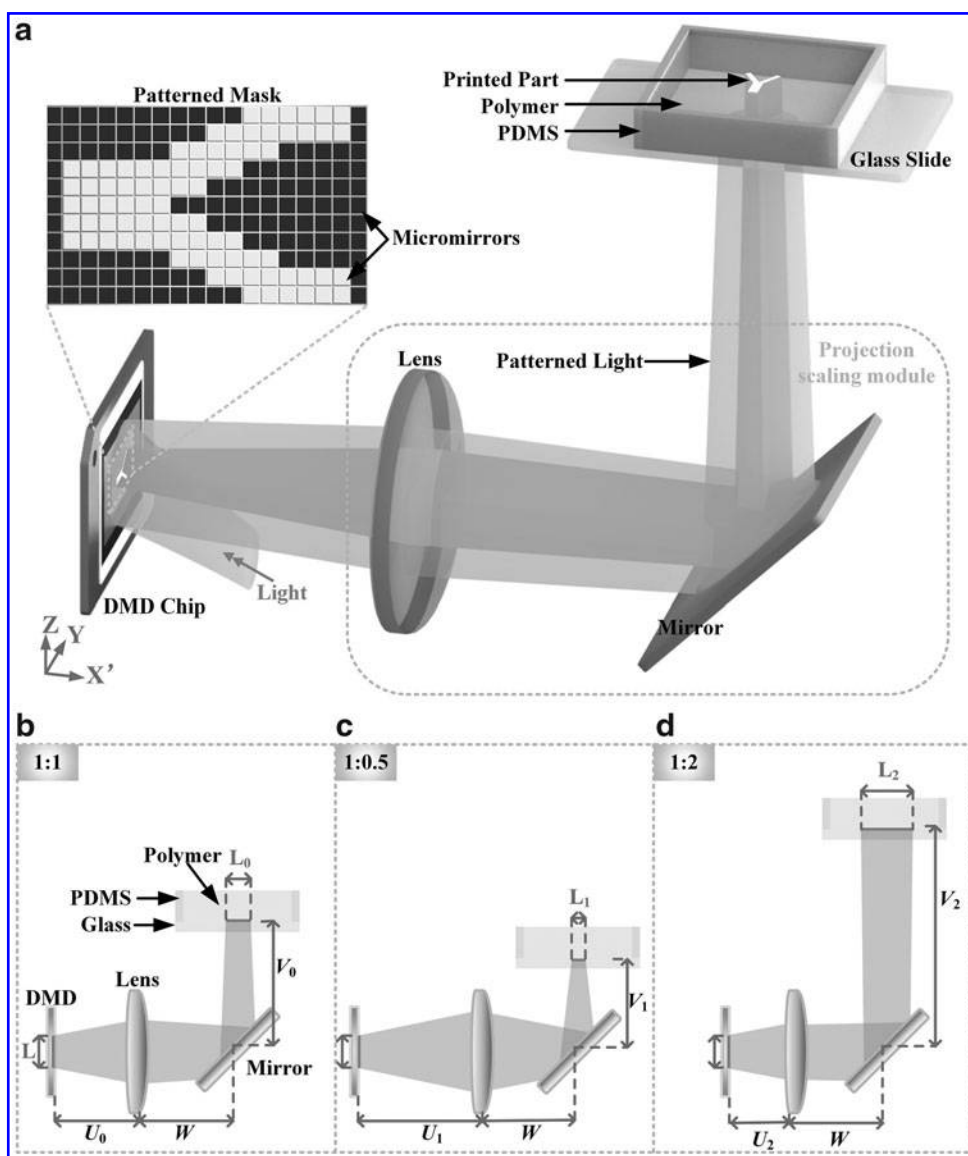 a
Patterned Mask
Micromirrors
Printed Part
Polymer
PDMS
Glass Slide
Lens
Patterned Light
Projection
scaling module
Light
DMD Chip
Mirror
Z
Y
X’
b
1:1
Polymer
L₀
PDMS
Glass
V₀
Lens
DMD
L
Mirror
U₀
W
c
1:0.5
L₁
V₁
U₁
W
d
1:2
L₂
V₂
U₂
W